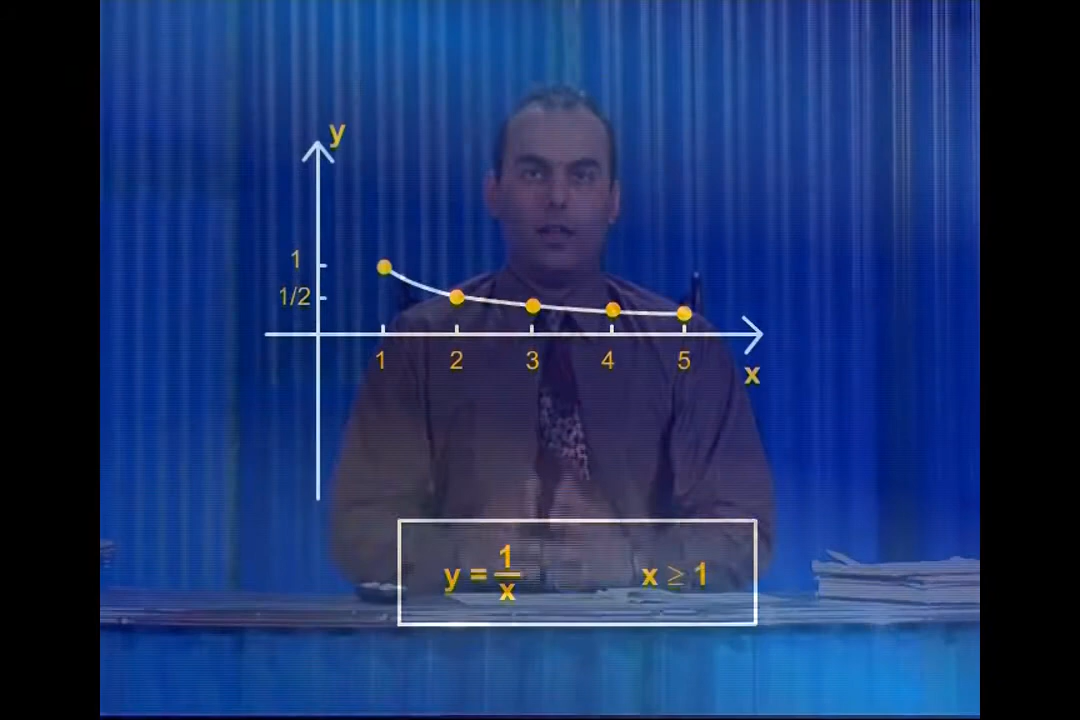 y
1
1/2
1 2 3 4 5
x
y = 1/x x ≥ 1